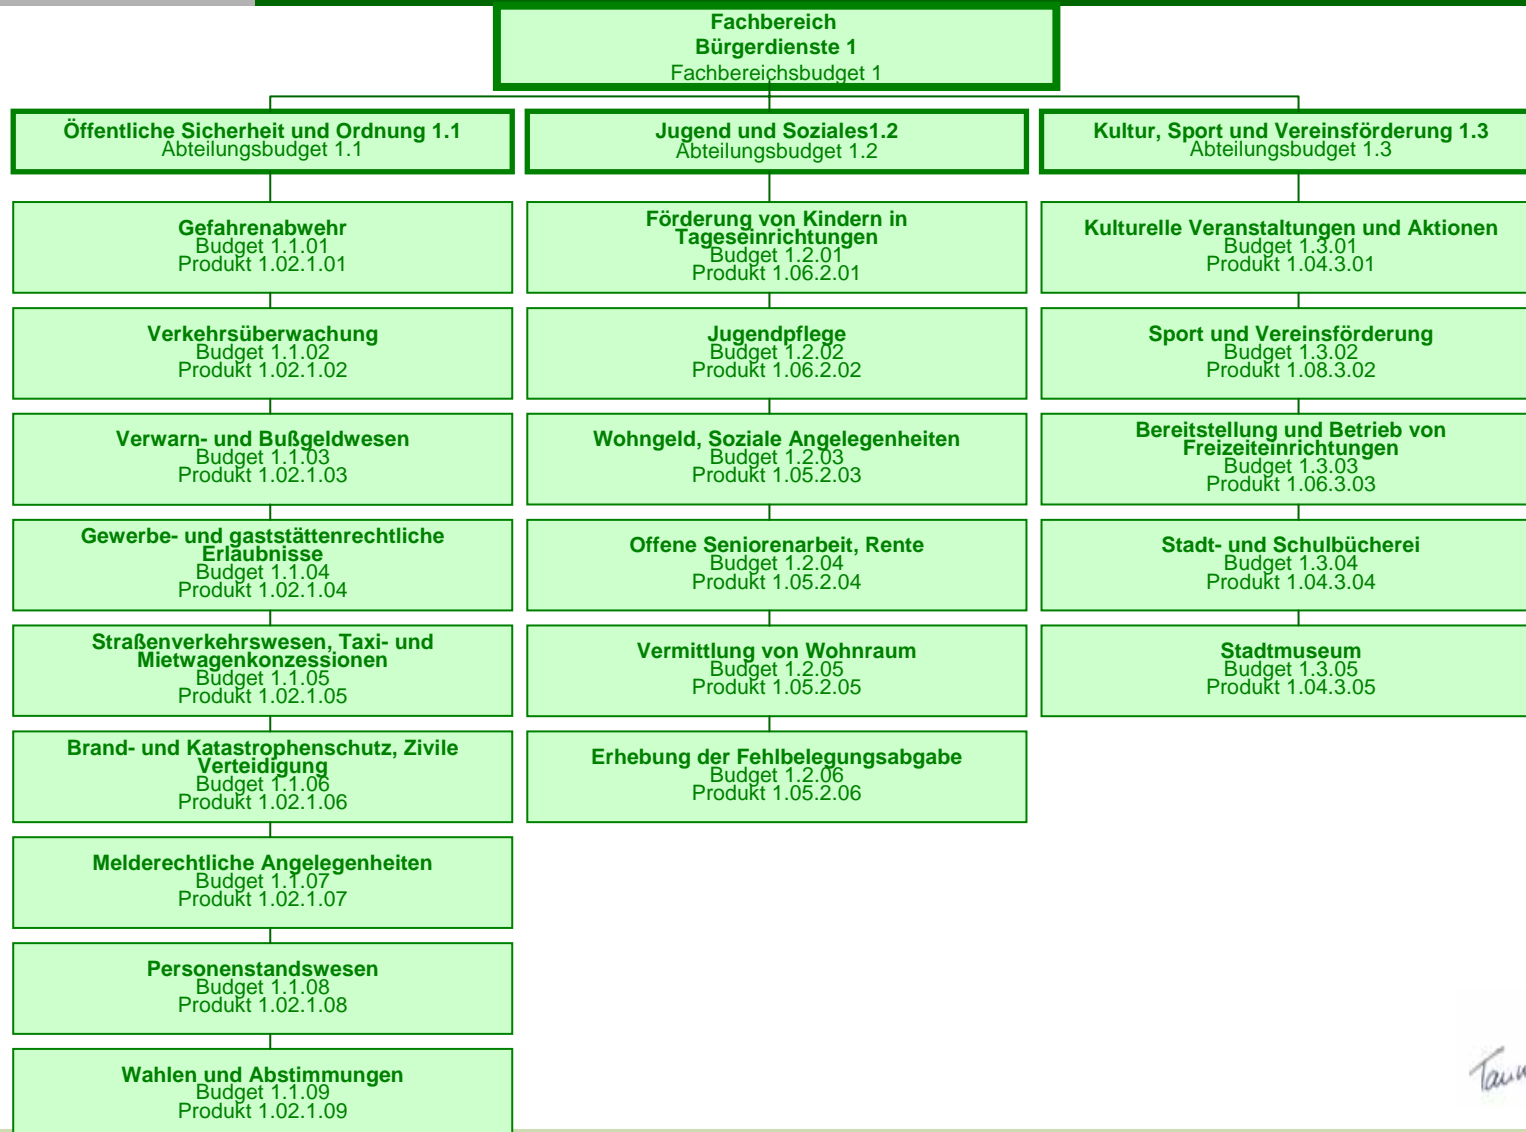 Fachbereich
Bürgerdienste 1
Fachbereichsbudget 1
Öffentliche Sicherheit und Ordnung 1.1
Abteilungsbudget 1.1
Gefahrenabwehr
Budget 1.1.01
Produkt 1.02.1.01
Verkehrsüberwachung
Budget 1.1.02
Produkt 1.02.1.02
Verwarn- und Bußgeldwesen
Budget 1.1.03
Produkt 1.02.1.03
Gewerbe- und gaststättenrechtliche
Erlaubnisse
Budget 1.1.04
Produkt 1.02.1.04
Straßenverkehrswesen, Taxi- und
Mietwagenkonzessionen
Budget 1.1.05
Produkt 1.02.1.05
Brand- und Katastrophenschutz, Zivile
Verteidigung
Budget 1.1.06
Produkt 1.02.1.06
Melderechtliche Angelegenheiten
Budget 1.1.07
Produkt 1.02.1.07
Personenstandswesen
Budget 1.1.08
Produkt 1.02.1.08
Wahlen und Abstimmungen
Budget 1.1.09
Produkt 1.02.1.09
Jugend und Soziales1.2
Abteilungsbudget 1.2
Förderung von Kindern in
Tageseinrichtungen
Budget 1.2.01
Produkt 1.06.2.01
Jugendpflege
Budget 1.2.02
Produkt 1.06.2.02
Wohngeld, Soziale Angelegenheiten
Budget 1.2.03
Produkt 1.05.2.03
Offene Seniorenarbeit, Rente
Budget 1.2.04
Produkt 1.05.2.04
Vermittlung von Wohnraum
Budget 1.2.05
Produkt 1.05.2.05
Erhebung der Fehlbelegungsabgabe
Budget 1.2.06
Produkt 1.05.2.06
Kultur, Sport und Vereinsförderung 1.3
Abteilungsbudget 1.3
Kulturelle Veranstaltungen und Aktionen
Budget 1.3.01
Produkt 1.04.3.01
Sport und Vereinsförderung
Budget 1.3.02
Produkt 1.08.3.02
Bereitstellung und Betrieb von
Freizeiteinrichtungen
Budget 1.3.03
Produkt 1.06.3.03
Stadt- und Schulbücherei
Budget 1.3.04
Produkt 1.04.3.04
Stadtmuseum
Budget 1.3.05
Produkt 1.04.3.05